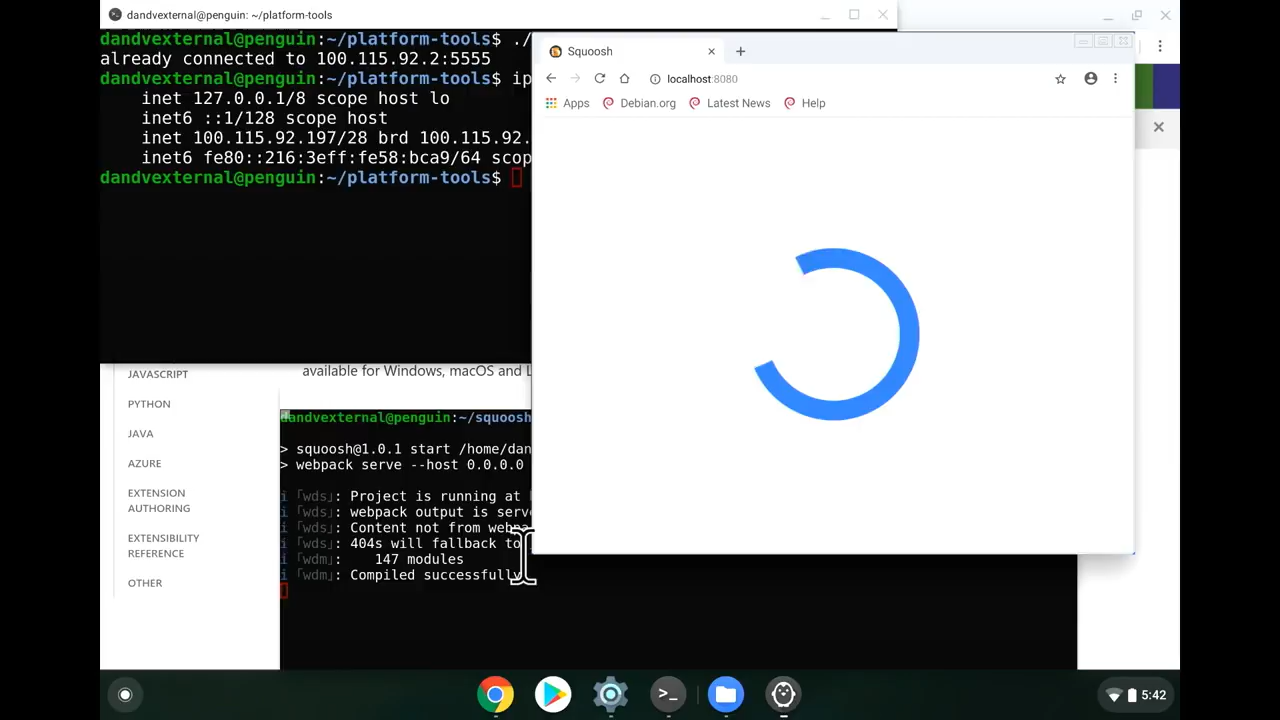 dandvexternal@penguin: ~/platform-tools
dandvexternal@penguin:~/platform-tools$ ./
already connected to 100.115.92.2:5555
dandvexternal@penguin:~/platform-tools$ ip
inet 127.0.0.1/8 scope host lo
inet6 ::1/128 scope host
inet 100.115.92.197/28 brd 100.115.92.
inet6 fe80::216:3eff:fe58:bca9/64 scop
dandvexternal@penguin:~/platform-tools$
Squoosh
localhost:8080
Apps
Debian.org
Latest News
Help
JAVASCRIPT
PYTHON
JAVA
AZURE
EXTENSION
AUTHORING
EXTENSIBILITY
REFERENCE
OTHER
available for Windows, macOS and L
dandvexternal@penguin:~/squoosh
> squoosh@1.0.1 start /home/dan
> webpack serve --host 0.0.0.0
i 「wds」: Project is running at
i 「wds」: webpack output is serv
i 「wds」: Content not from webpa
i 「wds」: 404s will fallback to
i 「wdm」:    147 modules
i 「wdm」: Compiled successfully
5:42